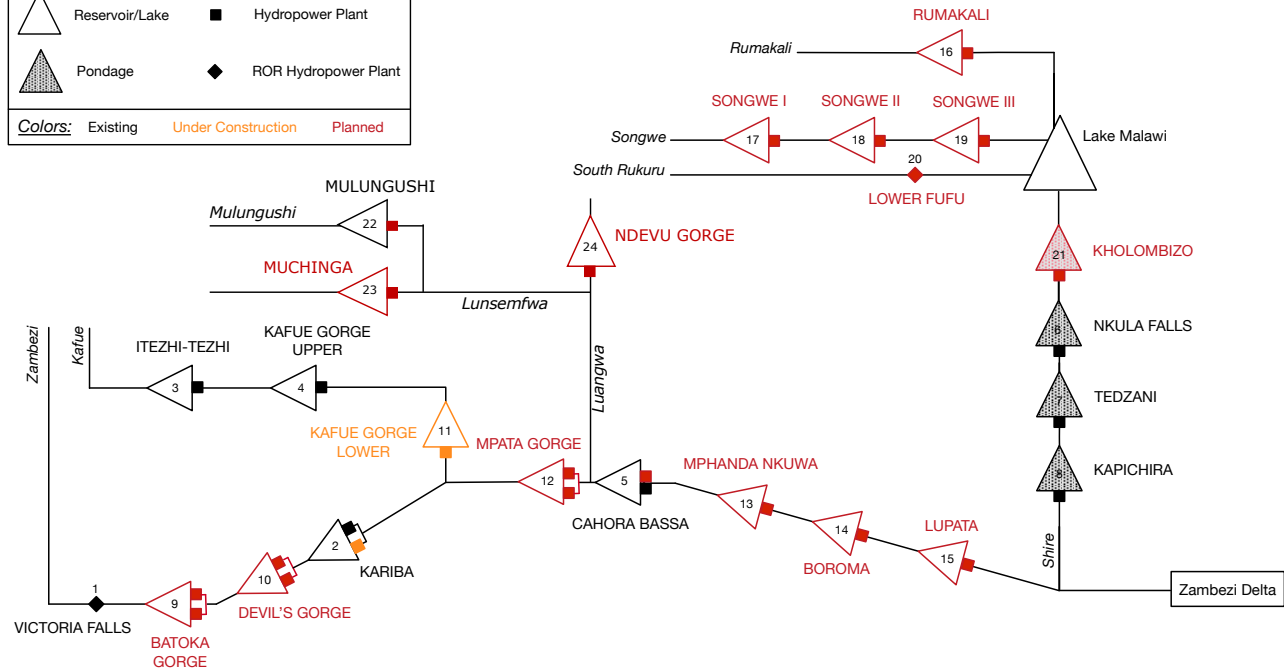 Reservoir/Lake
Hydropower Plant
Pondage
ROR Hydropower Plant
Colors: Existing Under Construction Planned
RUMAKALI
Rumakali
16
SONGWE I
SONGWE II
SONGWE III
Songwe
17
18
19
Lake Malawi
South Rukuru
20
LOWER FUFU
MULUNGUSHI
Mulungushi
22
NDEVU GORGE
24
KHOLOMBIZO
21
MUCHINGA
23
Lunsemfwa
NKULA FALLS
6
Zambezi
Kafue
ITEZHI-TEZHI
KAFUE GORGE
UPPER
3
4
Luangwa
TEDZANI
7
KAFUE GORGE
LOWER
11
MPATA GORGE
12
5
CAHORA BASSA
MPHANDA NKUWA
13
KAPICHIRA
8
2
KARIBA
14
BOROMA
LUPATA
15
Shire
10
DEVIL'S GORGE
Zambezi Delta
1
VICTORIA FALLS
9
BATOKA
GORGE